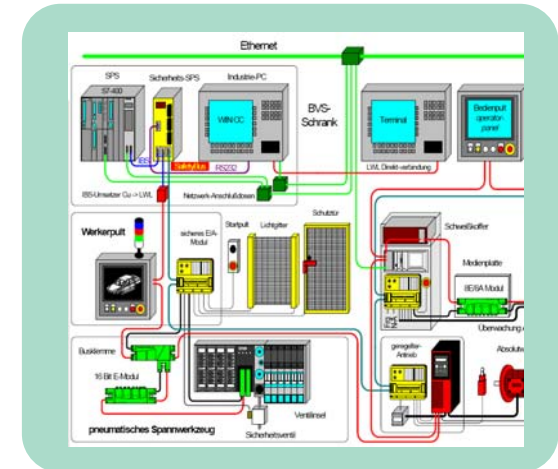 Ethernet
SPS
S7-400
Sicherheits-SPS
Industrie-PC
WIN CC
BVS-
Schrank
Terminal
Bedienpult
operator-
panel
IBS
SafetyBus
RS232
LWL Direkt-verbindung
IBS-Umsetzer Cu -> LWL
Netzwerk-Anschlußdosen
Werkerpult
sicheres E/A-
Modul
Startpult
Lichtgitter
Schutztür
Schweißkoffer
Medienplatte
8E/8A Modul
Überwachung
Busklemme
16 Bit E-Modul
geregelter-
Antrieb
Ventilinsel
Sicherheitsventil
pneumatisches Spannwerkzeug